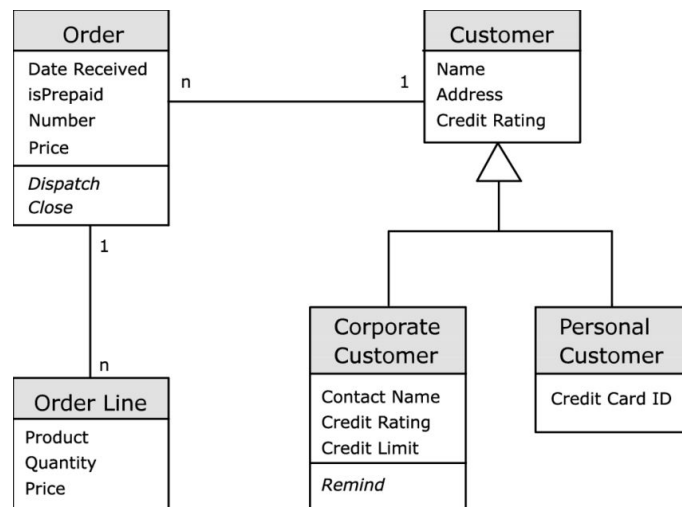 Order
Date Received
isPrepaid
Number
Price
Dispatch
Close
n
1
Customer
Name
Address
Credit Rating
1
n
Order Line
Product
Quantity
Price
Corporate
Customer
Contact Name
Credit Rating
Credit Limit
Remind
Personal
Customer
Credit Card ID